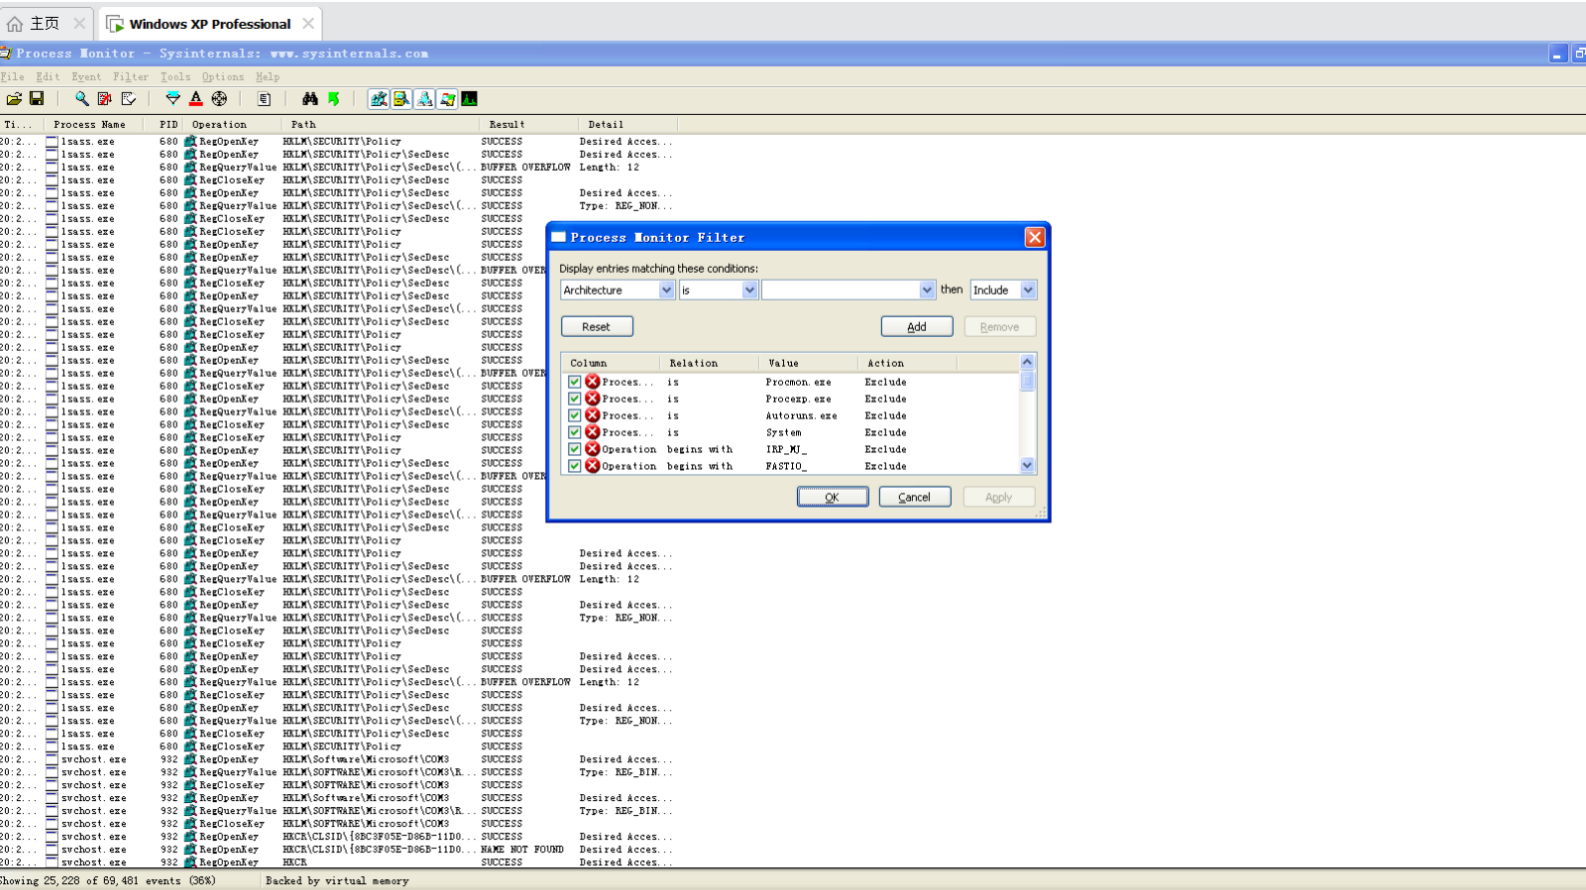 主页
Windows XP Professional
Process Monitor - Sysinternals: www.sysinternals.com
File Edit Event Filter Tools Options Help
Ti... Process Name PID Operation Path Result Detail
20:2... lsass.exe 680 RegOpenKey HKLM\SECURITY\Policy SUCCESS Desired Acces...
20:2... lsass.exe 680 RegOpenKey HKLM\SECURITY\Policy\SecDesc SUCCESS Desired Acces...
20:2... lsass.exe 680 RegQueryValue HKLM\SECURITY\Policy\SecDesc\(... BUFFER OVERFLOW Length: 12
20:2... lsass.exe 680 RegCloseKey HKLM\SECURITY\Policy\SecDesc SUCCESS
20:2... lsass.exe 680 RegOpenKey HKLM\SECURITY\Policy\SecDesc SUCCESS Desired Acces...
20:2... lsass.exe 680 RegQueryValue HKLM\SECURITY\Policy\SecDesc\(... SUCCESS Type: REG_NON...
20:2... lsass.exe 680 RegCloseKey HKLM\SECURITY\Policy\SecDesc SUCCESS
20:2... lsass.exe 680 RegCloseKey HKLM\SECURITY\Policy SUCCESS
20:2... lsass.exe 680 RegOpenKey HKLM\SECURITY\Policy SUCCESS
20:2... lsass.exe 680 RegOpenKey HKLM\SECURITY\Policy\SecDesc SUCCESS
20:2... lsass.exe 680 RegQueryValue HKLM\SECURITY\Policy\SecDesc\(... BUFFER OVER
20:2... lsass.exe 680 RegCloseKey HKLM\SECURITY\Policy\SecDesc SUCCESS
20:2... lsass.exe 680 RegOpenKey HKLM\SECURITY\Policy\SecDesc SUCCESS
20:2... lsass.exe 680 RegQueryValue HKLM\SECURITY\Policy\SecDesc\(... SUCCESS
20:2... lsass.exe 680 RegCloseKey HKLM\SECURITY\Policy\SecDesc SUCCESS
20:2... lsass.exe 680 RegCloseKey HKLM\SECURITY\Policy SUCCESS
20:2... lsass.exe 680 RegOpenKey HKLM\SECURITY\Policy SUCCESS
20:2... lsass.exe 680 RegOpenKey HKLM\SECURITY\Policy\SecDesc SUCCESS
20:2... lsass.exe 680 RegQueryValue HKLM\SECURITY\Policy\SecDesc\(... BUFFER OVER
20:2... lsass.exe 680 RegCloseKey HKLM\SECURITY\Policy\SecDesc SUCCESS
20:2... lsass.exe 680 RegOpenKey HKLM\SECURITY\Policy\SecDesc SUCCESS
20:2... lsass.exe 680 RegQueryValue HKLM\SECURITY\Policy\SecDesc\(... SUCCESS
20:2... lsass.exe 680 RegCloseKey HKLM\SECURITY\Policy\SecDesc SUCCESS
20:2... lsass.exe 680 RegCloseKey HKLM\SECURITY\Policy SUCCESS
20:2... lsass.exe 680 RegOpenKey HKLM\SECURITY\Policy SUCCESS
20:2... lsass.exe 680 RegOpenKey HKLM\SECURITY\Policy\SecDesc SUCCESS
20:2... lsass.exe 680 RegQueryValue HKLM\SECURITY\Policy\SecDesc\(... BUFFER OVER
20:2... lsass.exe 680 RegCloseKey HKLM\SECURITY\Policy\SecDesc SUCCESS
20:2... lsass.exe 680 RegOpenKey HKLM\SECURITY\Policy\SecDesc SUCCESS
20:2... lsass.exe 680 RegQueryValue HKLM\SECURITY\Policy\SecDesc\(... SUCCESS
20:2... lsass.exe 680 RegCloseKey HKLM\SECURITY\Policy\SecDesc SUCCESS
20:2... lsass.exe 680 RegCloseKey HKLM\SECURITY\Policy SUCCESS
20:2... lsass.exe 680 RegOpenKey HKLM\SECURITY\Policy SUCCESS Desired Acces...
20:2... lsass.exe 680 RegOpenKey HKLM\SECURITY\Policy\SecDesc SUCCESS Desired Acces...
20:2... lsass.exe 680 RegQueryValue HKLM\SECURITY\Policy\SecDesc\(... BUFFER OVERFLOW Length: 12
20:2... lsass.exe 680 RegCloseKey HKLM\SECURITY\Policy\SecDesc SUCCESS
20:2... lsass.exe 680 RegOpenKey HKLM\SECURITY\Policy\SecDesc SUCCESS Desired Acces...
20:2... lsass.exe 680 RegQueryValue HKLM\SECURITY\Policy\SecDesc\(... SUCCESS Type: REG_NON...
20:2... lsass.exe 680 RegCloseKey HKLM\SECURITY\Policy\SecDesc SUCCESS
20:2... lsass.exe 680 RegCloseKey HKLM\SECURITY\Policy SUCCESS
20:2... lsass.exe 680 RegOpenKey HKLM\SECURITY\Policy SUCCESS Desired Acces...
20:2... lsass.exe 680 RegOpenKey HKLM\SECURITY\Policy\SecDesc SUCCESS Desired Acces...
20:2... lsass.exe 680 RegQueryValue HKLM\SECURITY\Policy\SecDesc\(... BUFFER OVERFLOW Length: 12
20:2... lsass.exe 680 RegCloseKey HKLM\SECURITY\Policy\SecDesc SUCCESS
20:2... lsass.exe 680 RegOpenKey HKLM\SECURITY\Policy\SecDesc SUCCESS Desired Acces...
20:2... lsass.exe 680 RegQueryValue HKLM\SECURITY\Policy\SecDesc\(... SUCCESS Type: REG_NON...
20:2... lsass.exe 680 RegCloseKey HKLM\SECURITY\Policy\SecDesc SUCCESS
20:2... lsass.exe 680 RegCloseKey HKLM\SECURITY\Policy SUCCESS
20:2... svchost.exe 932 RegOpenKey HKLM\Software\Microsoft\COM3 SUCCESS Desired Acces...
20:2... svchost.exe 932 RegQueryValue HKLM\SOFTWARE\Microsoft\COM3\R... SUCCESS Type: REG_BIN...
20:2... svchost.exe 932 RegCloseKey HKLM\SOFTWARE\Microsoft\COM3 SUCCESS
20:2... svchost.exe 932 RegOpenKey HKLM\Software\Microsoft\COM3 SUCCESS Desired Acces...
20:2... svchost.exe 932 RegQueryValue HKLM\SOFTWARE\Microsoft\COM3\R... SUCCESS Type: REG_BIN...
20:2... svchost.exe 932 RegCloseKey HKLM\SOFTWARE\Microsoft\COM3 SUCCESS
20:2... svchost.exe 932 RegOpenKey HKCR\CLSID\{8BC3F05E-D86B-11D0... SUCCESS Desired Acces...
20:2... svchost.exe 932 RegOpenKey HKCR\CLSID\{8BC3F05E-D86B-11D0... NAME NOT FOUND Desired Acces...
20:2... svchost.exe 932 RegOpenKey HKCR SUCCESS Desired Acces...
Showing 25,228 of 69,481 events (36%) Backed by virtual memory
Process Monitor Filter
Display entries matching these conditions:
Architecture is then Include
Reset Add Remove
Column Relation Value Action
Proces... is Procmon.exe Exclude
Proces... is Procexp.exe Exclude
Proces... is Autoruns.exe Exclude
Proces... is System Exclude
Operation begins with IRP_MJ_ Exclude
Operation begins with FASTIO_ Exclude
OK Cancel Apply